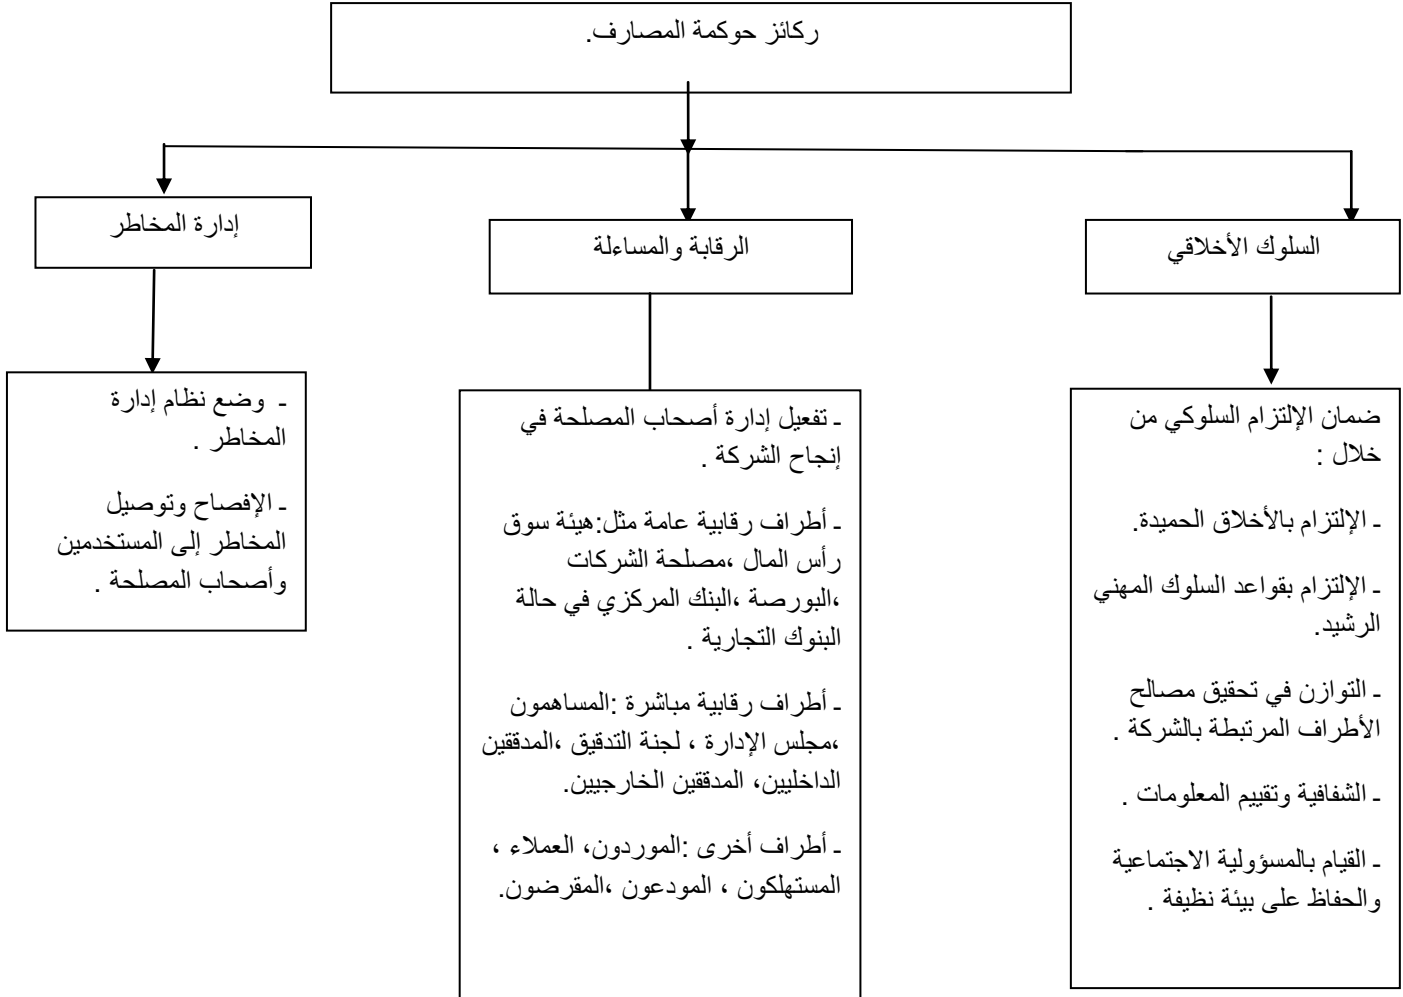 ركائز حوكمة المصارف.
السلوك الأخلاقي
الرقابة والمساءلة
إدارة المخاطر
ضمان الإلتزام السلوكي من
خلال :
ـ الإلتزام بالأخلاق الحميدة.
ـ الإلتزام بقواعد السلوك المهني
الرشيد.
ـ التوازن في تحقيق مصالح
الأطراف المرتبطة بالشركة .
ـ الشفافية وتقييم المعلومات .
ـ القيام بالمسؤولية الاجتماعية
والحفاظ على بيئة نظيفة .
ـ تفعيل إدارة أصحاب المصلحة في
إنجاح الشركة .
ـ أطراف رقابية عامة مثل:هيئة سوق
رأس المال ،مصلحة الشركات
،البورصة ،البنك المركزي في حالة
البنوك التجارية .
ـ أطراف رقابية مباشرة :المساهمون
،مجلس الإدارة ، لجنة التدقيق ،المدققين
الداخليين، المدققين الخارجيين.
ـ أطراف أخرى :الموردون، العملاء ،
المستهلكون ، المودعون ،المقرضون.
ـ وضع نظام إدارة
المخاطر .
ـ الإفصاح وتوصيل
المخاطر إلى المستخدمين
وأصحاب المصلحة .